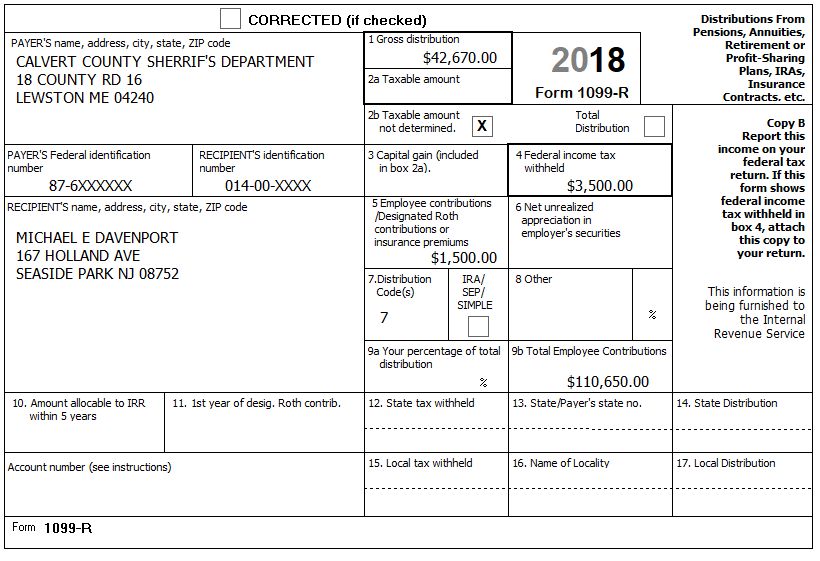 CORRECTED (if checked)
PAYER'S name, address, city, state, ZIP code
CALVERT COUNTY SHERRIF'S DEPARTMENT
18 COUNTY RD 16
LEWSTON ME 04240
1 Gross distribution
$42,670.00
2a Taxable amount
2018
Form 1099-R
Distributions From
Pensions, Annuities,
Retirement or
Profit-Sharing
Plans, IRAs,
Insurance
Contracts. etc.
2b Taxable amount
not determined.
X
Total
Distribution
Copy B
Report this
income on your
federal tax
return. If this
form shows
federal income
tax withheld in
box 4, attach
this copy to
your return.
This information is
being furnished to
the Internal
Revenue Service
PAYER'S Federal identification
number
87-6XXXXXX
RECIPIENT'S identification
number
014-00-XXXX
3 Capital gain (included
in box 2a).
4 Federal income tax
withheld
$3,500.00
RECIPIENT'S name, address, city, state, ZIP code
MICHAEL E DAVENPORT
167 HOLLAND AVE
SEASIDE PARK NJ 08752
5 Employee contributions
/Designated Roth
contributions or
insurance premiums
$1,500.00
6 Net unrealized
appreciation in
employer's securities
7.Distribution
Code(s)
7
IRA/
SEP/
SIMPLE
8 Other
%
9a Your percentage of total
distribution
%
9b Total Employee Contributions
$110,650.00
10. Amount allocable to IRR
within 5 years
11. 1st year of desig. Roth contrib.
12. State tax withheld
13. State/Payer's state no.
14. State Distribution
Account number (see instructions)
15. Local tax withheld
16. Name of Locality
17. Local Distribution
Form 1099-R